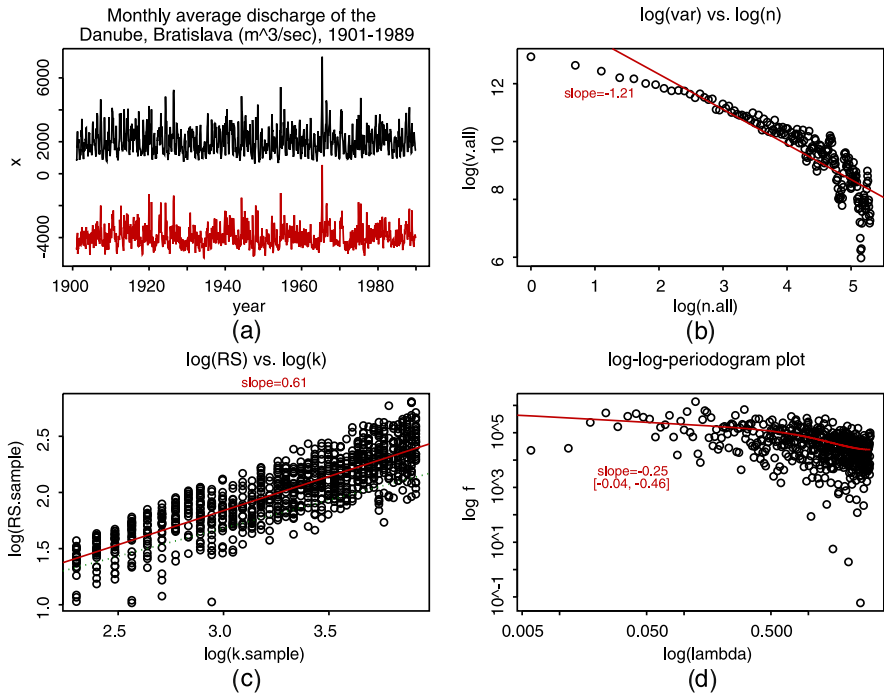 Monthly average discharge of the
Danube, Bratislava (m^3/sec), 1901-1989
x
6000
2000
0
-4000
1900
1920
1940
1960
1980
year
(a)
log(var) vs. log(n)
log(v.all)
12
10
8
6
slope=-1.21
0
1
2
3
4
5
log(n.all)
(b)
log(RS) vs. log(k)
slope=0.61
log(RS.sample)
2.5
2.0
1.5
1.0
2.5
3.0
3.5
log(k.sample)
(c)
log-log-periodogram plot
log f
10^5
10^3
10^1
10^-1
slope=-0.25
[-0.04, -0.46]
0.005
0.050
0.500
log(lambda)
(d)